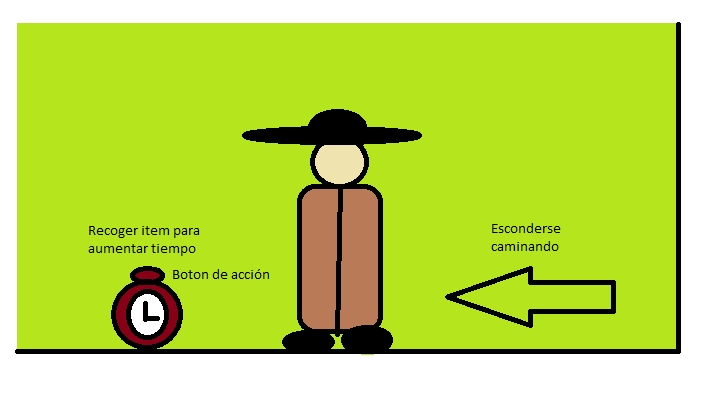 Recoger item para
aumentar tiempo
Boton de acción
Esconderse
caminando